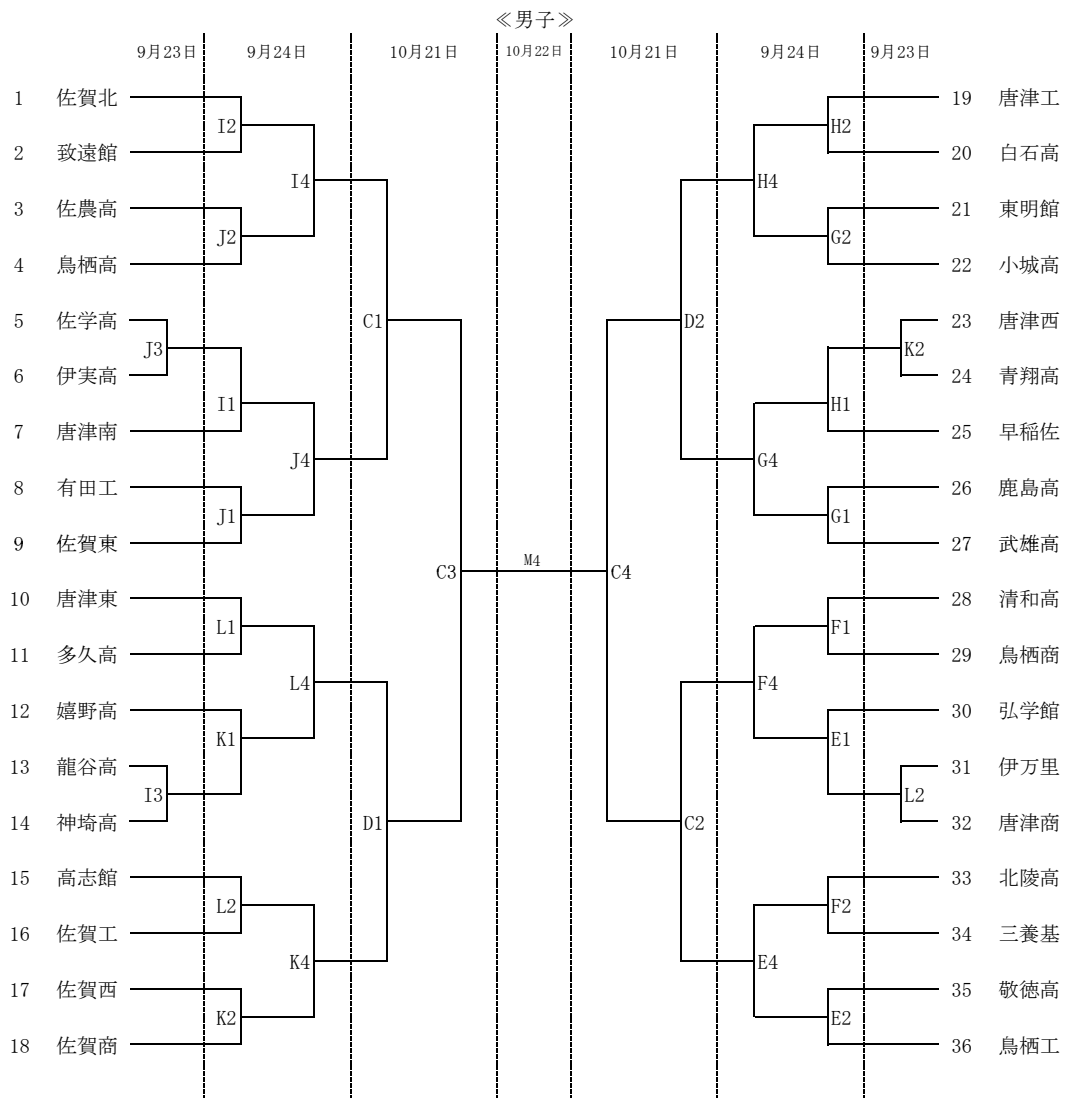 ≪男子≫
9月23日 9月24日 10月21日 10月22日 10月21日 9月24日 9月23日
1 佐賀北 19 唐津工
I2 H2
2 致遠館 20 白石高
I4 H4
3 佐農高 21 東明館
J2 G2
4 鳥栖高 22 小城高
5 佐学高 C1 D2 23 唐津西
J3 K2
6 伊実高 24 青翔高
I1 H1
7 唐津南 25 早稲佐
J4 G4
8 有田工 26 鹿島高
J1 G1
9 佐賀東 27 武雄高
C3 M4 C4
10 唐津東 28 清和高
L1 F1
11 多久高 29 鳥栖商
L4 F4
12 嬉野高 30 弘学館
K1 E1
13 龍谷高 31 伊万里
I3 L2
14 神埼高 D1 C2 32 唐津商
15 高志館 33 北陵高
L2 F2
16 佐賀工 34 三養基
K4 E4
17 佐賀西 35 敬徳高
K2 E2
18 佐賀商 36 鳥栖工